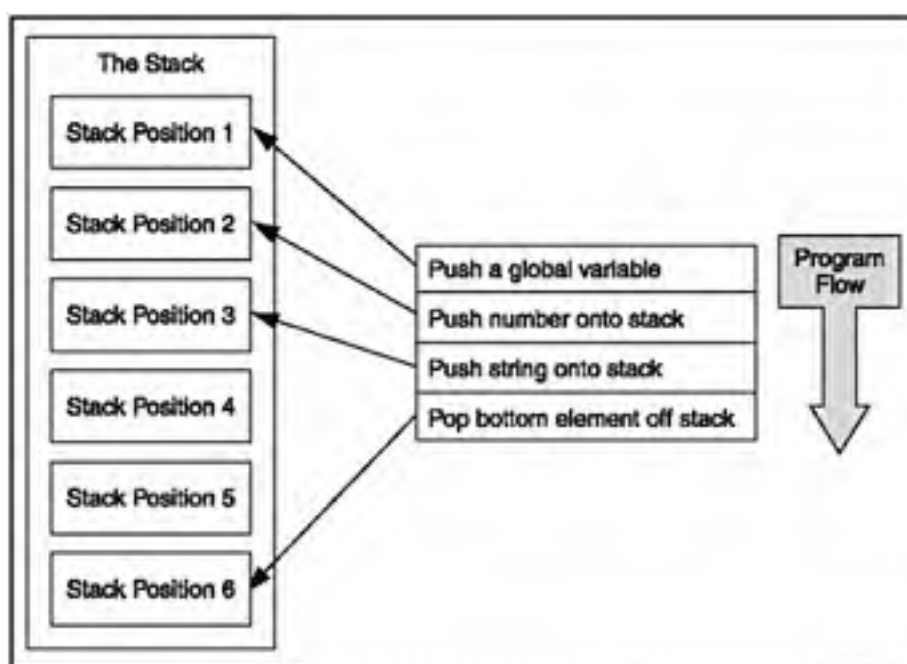 The Stack
Stack Position 1
Stack Position 2
Stack Position 3
Stack Position 4
Stack Position 5
Stack Position 6
Push a global variable
Push number onto stack
Push string onto stack
Pop bottom element off stack
Program
Flow